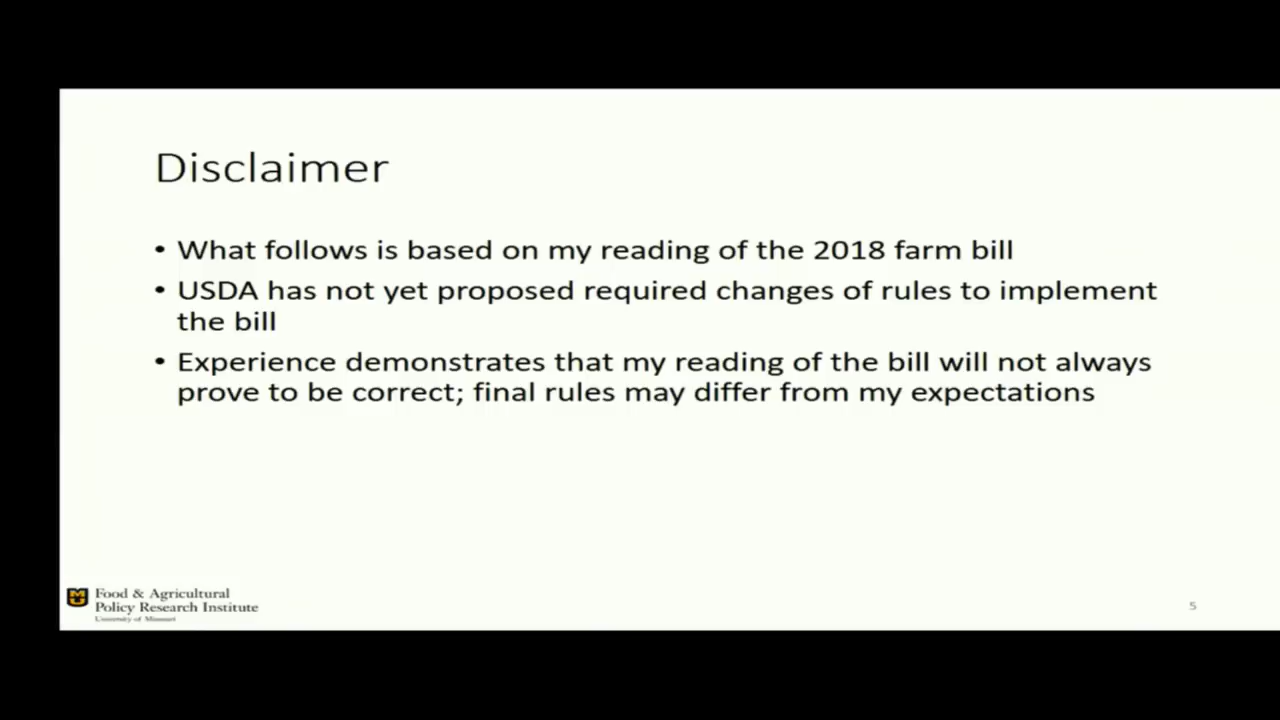 Disclaimer
• What follows is based on my reading of the 2018 farm bill
• USDA has not yet proposed required changes of rules to implement
the bill
• Experience demonstrates that my reading of the bill will not always
prove to be correct; final rules may differ from my expectations
Food & Agricultural
Policy Research Institute
University of Missouri
5